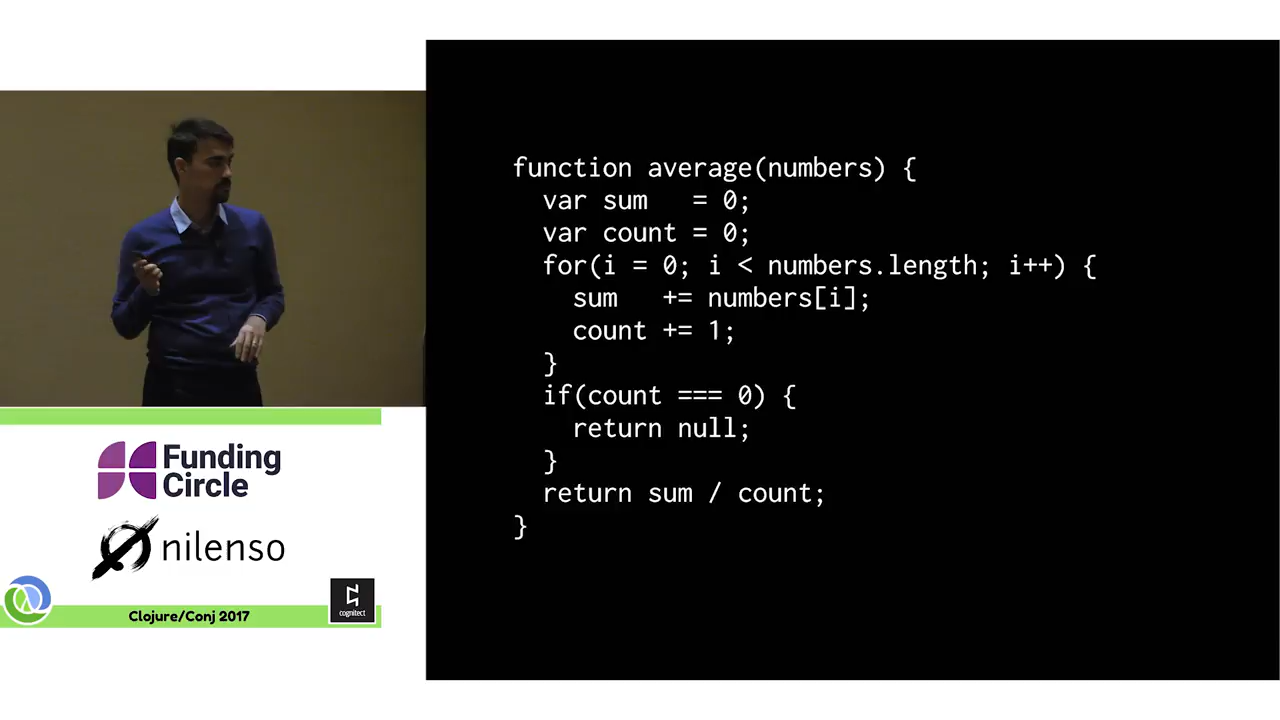 function average(numbers) {
  var sum   = 0;
  var count = 0;
  for(i = 0; i < numbers.length; i++) {
    sum   += numbers[i];
    count += 1;
  }
  if(count === 0) {
    return null;
  }
  return sum / count;
}
Funding
Circle
nilenso
cognitect
Clojure/Conj 2017